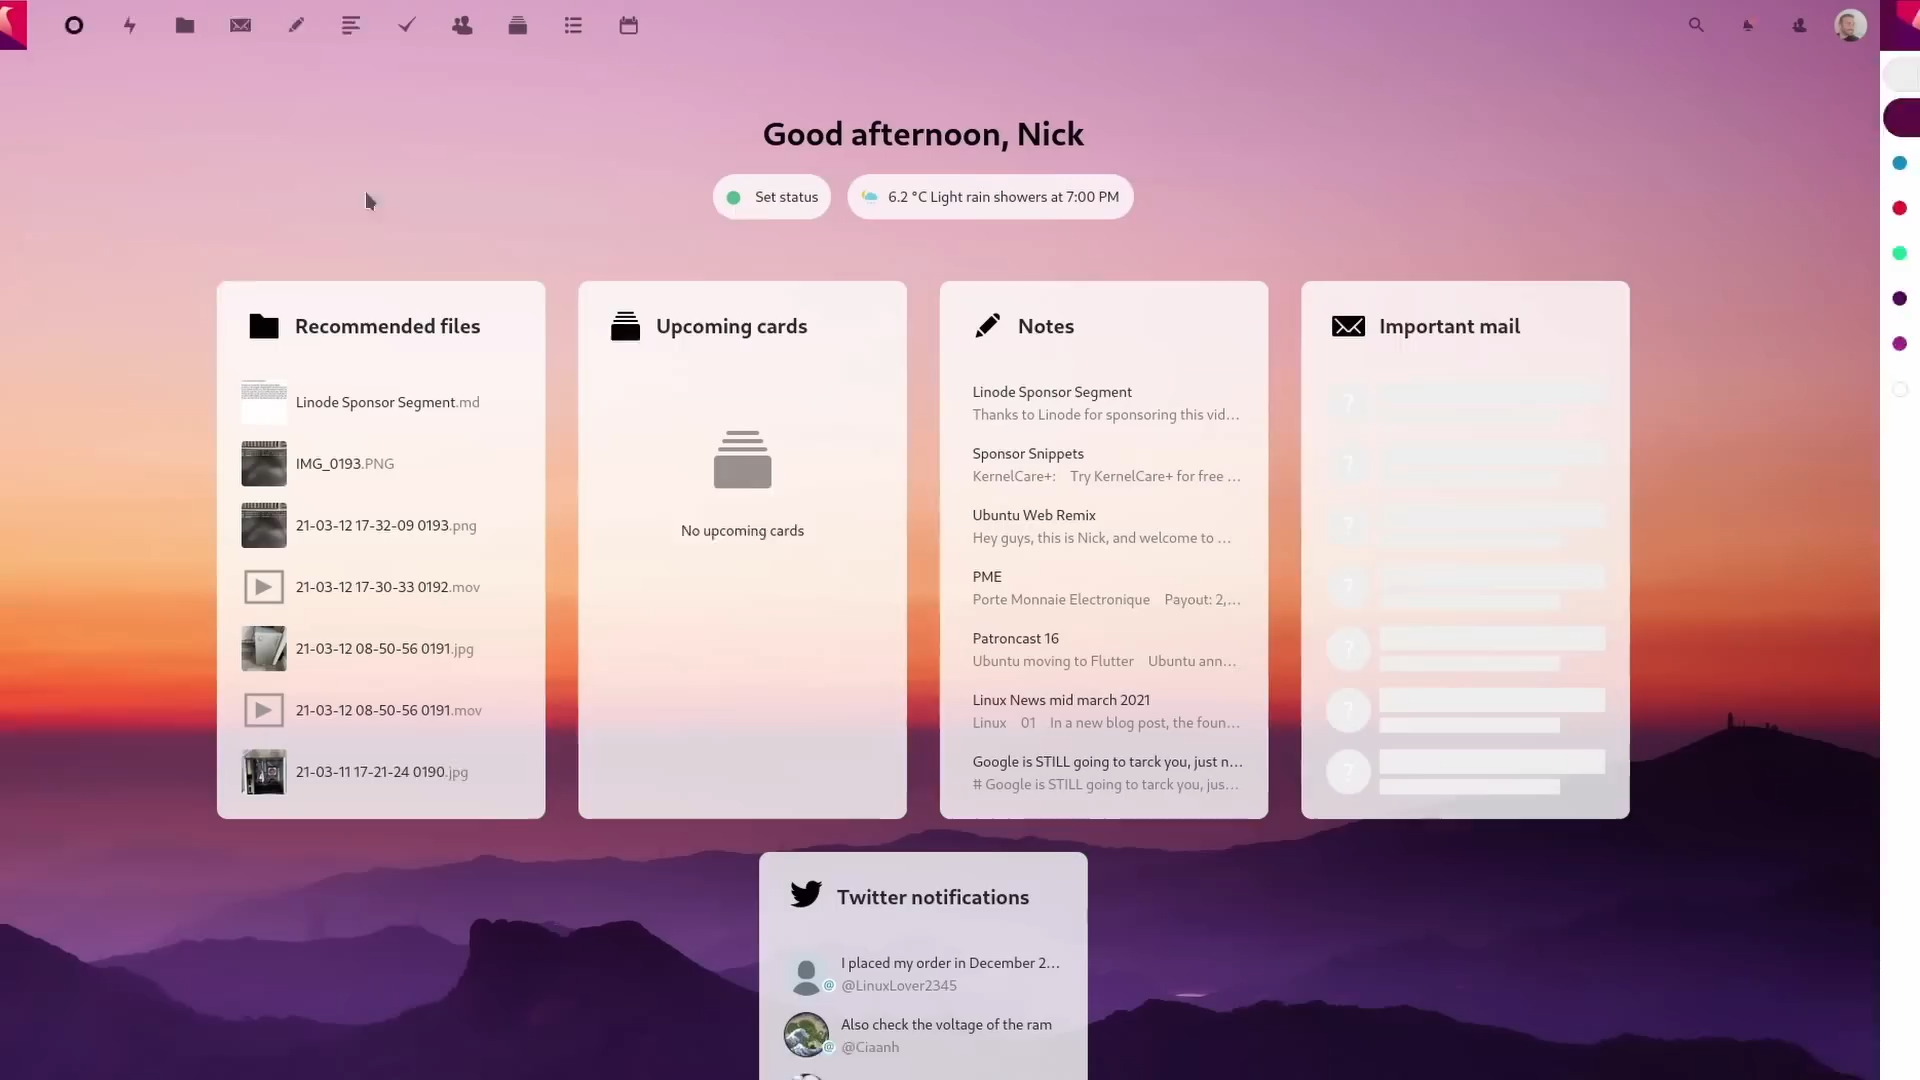 Good afternoon, Nick
Set status
6.2 °C Light rain showers at 7:00 PM
Recommended files
Linode Sponsor Segment.md
IMG_0193.PNG
21-03-12 17-32-09 0193.png
21-03-12 17-30-33 0192.mov
21-03-12 08-50-56 0191.jpg
21-03-12 08-50-56 0191.mov
21-03-11 17-21-24 0190.jpg
Upcoming cards
No upcoming cards
Notes
Linode Sponsor Segment
Thanks to Linode for sponsoring this vid...
Sponsor Snippets
KernelCare+: Try KernelCare+ for free ...
Ubuntu Web Remix
Hey guys, this is Nick, and welcome to ...
PME
Porte Monnaie Electronique Payout: 2,...
Patroncast 16
Ubuntu moving to Flutter Ubuntu ann...
Linux News mid march 2021
Linux 01 In a new blog post, the foun...
Google is STILL going to tarck you, just n...
# Google is STILL going to tarck you, jus...
Important mail
?
?
?
?
?
?
?
Twitter notifications
I placed my order in December 2...
@LinuxLover2345
Also check the voltage of the ram
@Ciaanh